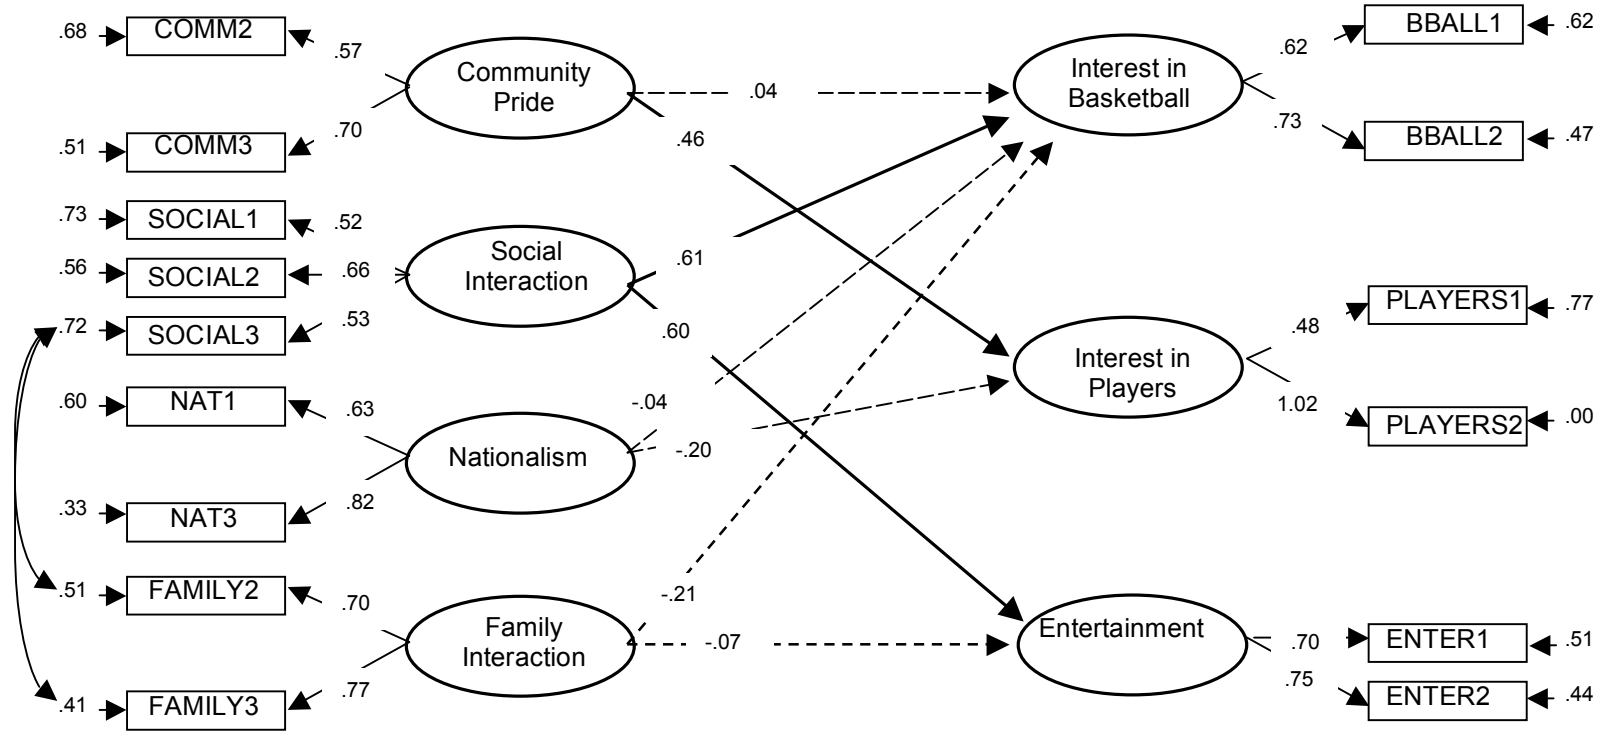 .68
COMM2
.57
.51
COMM3
.70
.73
SOCIAL1
.52
.56
SOCIAL2
.66
.72
SOCIAL3
.53
.60
NAT1
.63
.33
NAT3
.82
.51
FAMILY2
.70
.41
FAMILY3
.77
Community
Pride
Social
Interaction
Nationalism
Family
Interaction
.04
.46
.61
.60
-.04
-.20
-.21
-.07
Interest in
Basketball
Interest in
Players
Entertainment
.62
BBALL1
.62
.73
BBALL2
.47
.48
PLAYERS1
.77
1.02
PLAYERS2
.00
.70
ENTER1
.51
.75
ENTER2
.44